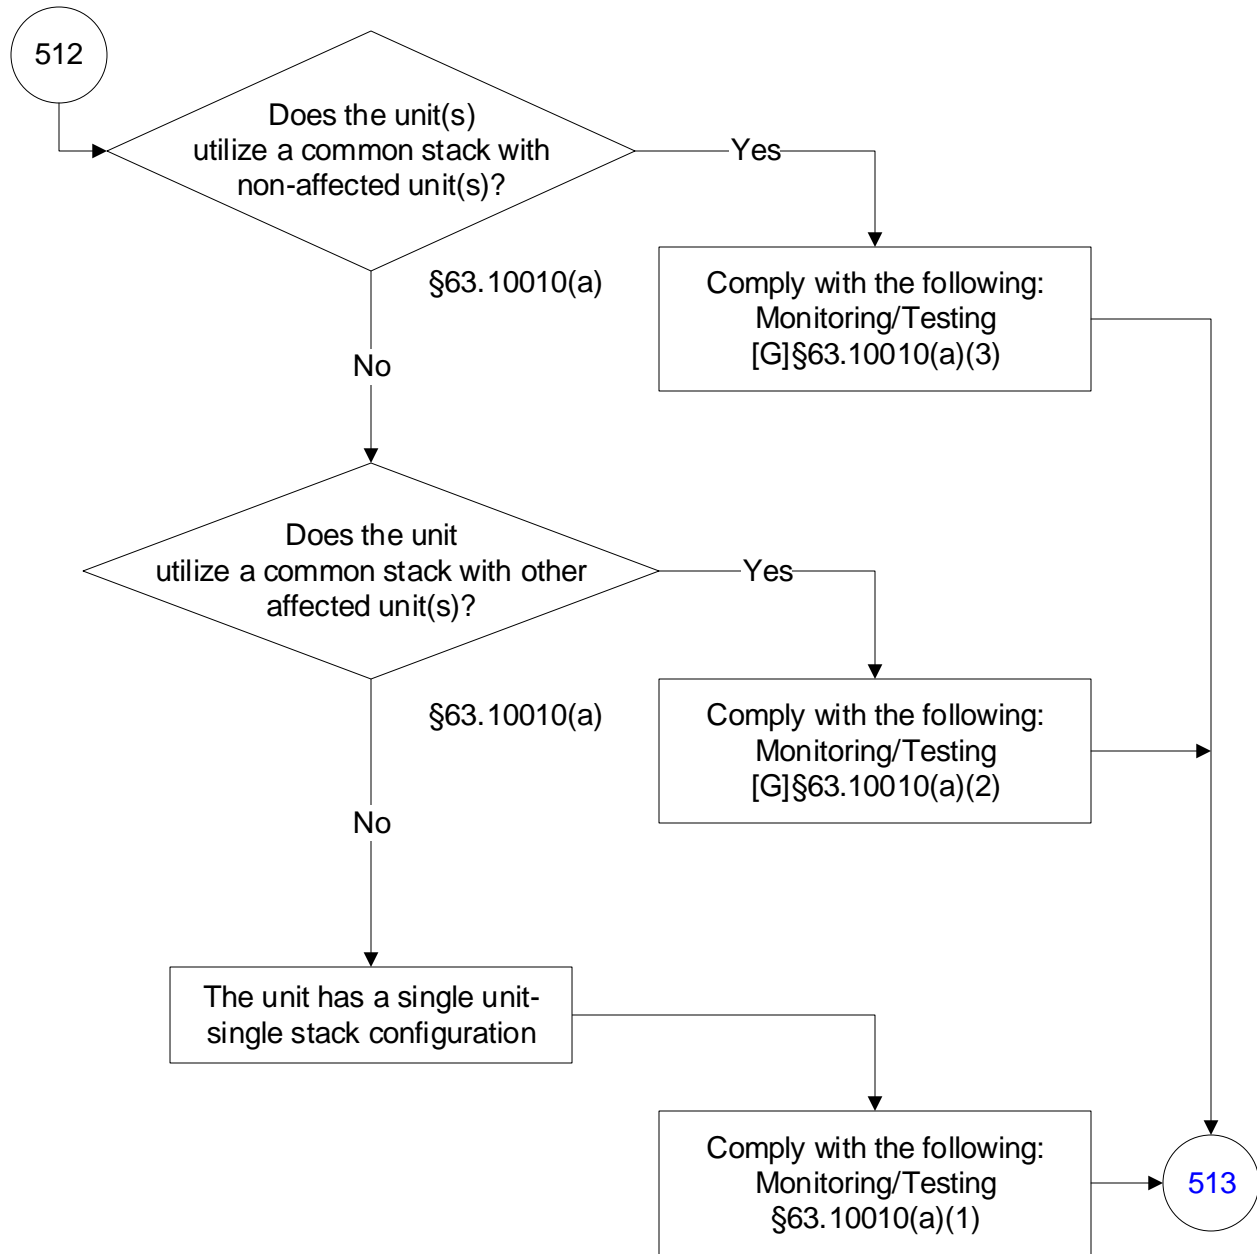 512
Does the unit(s)
utilize a common stack with
non-affected unit(s)?
Yes
§63.10010(a)
Comply with the following:
Monitoring/Testing
[G]§63.10010(a)(3)
No
Does the unit
utilize a common stack with other
affected unit(s)?
Yes
§63.10010(a)
Comply with the following:
Monitoring/Testing
[G]§63.10010(a)(2)
No
The unit has a single unit-
single stack configuration
Comply with the following:
Monitoring/Testing
§63.10010(a)(1)
513